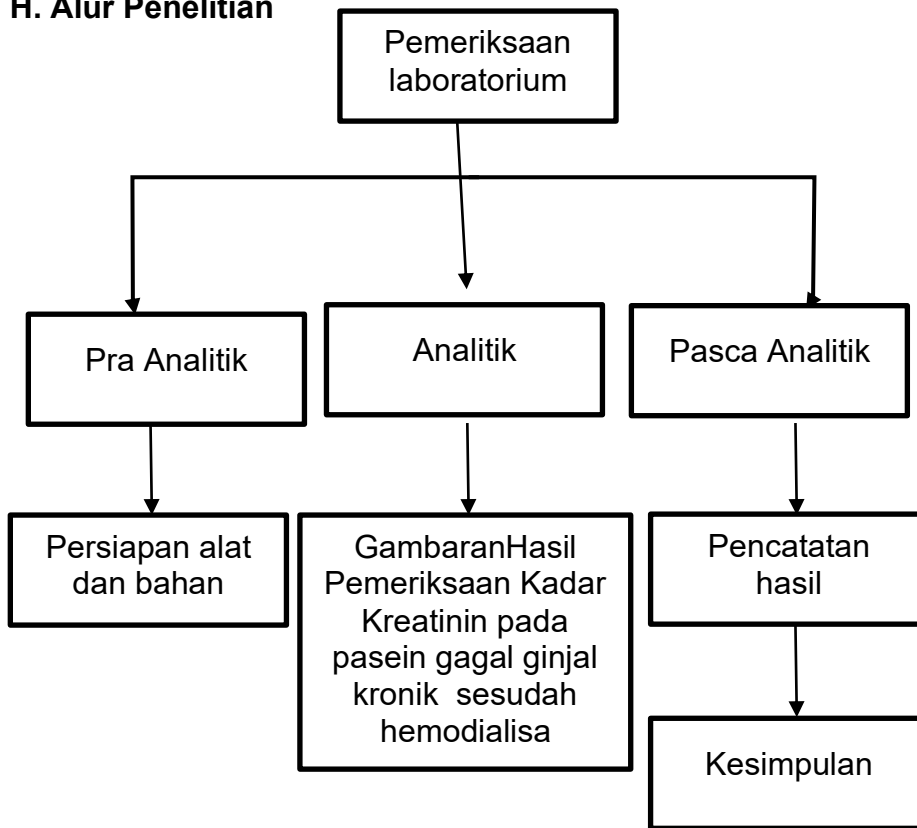 H. Alur Penelitian
Pemeriksaan
laboratorium
Pra Analitik
Analitik
Pasca Analitik
Persiapan alat
dan bahan
GambaranHasil
Pemeriksaan Kadar
Kreatinin pada
pasein gagal ginjal
kronik  sesudah
hemodialisa
Pencatatan
hasil
Kesimpulan